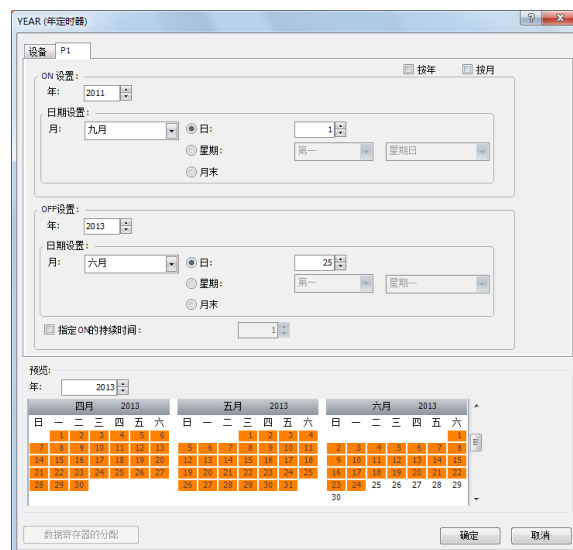 YEAR (年定时器)
设备 P1
按年 按月
ON 设置:
年: 2011
日期设置:
月: 九月 日: 1
星期: 第一 星期日
月末
OFF设置:
年: 2013
日期设置:
月: 六月 日: 25
星期: 第一 星期一
月末
指定ON的持续时间: 1
预览:
年: 2013
四月 2013 五月 2013 六月 2013
日 一 二 三 四 五 六 日 一 二 三 四 五 六 日 一 二 三 四 五 六
1 2 3 4 5 6 1 2 3 4 1
7 8 9 10 11 12 13 5 6 7 8 9 10 11 2 3 4 5 6 7 8
14 15 16 17 18 19 20 12 13 14 15 16 17 18 9 10 11 12 13 14 15
21 22 23 24 25 26 27 19 20 21 22 23 24 25 16 17 18 19 20 21 22
28 29 30 26 27 28 29 30 31 23 24 25 26 27 28 29
30
数据寄存器的分配 确定 取消